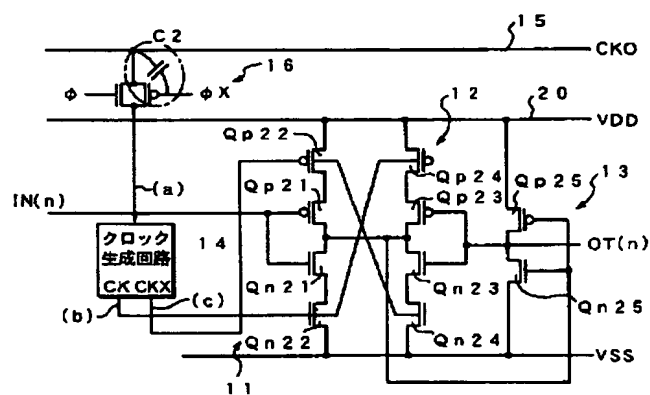 15
C2
CKO
16
φ
φX
12
20
VDD
Qp22
Qp24
(a)
Qp21
Qp23
Qp25
13
IN(n)
クロック
生成回路
14
OT(n)
CK CKX
(b)
(c)
Qn21
Qn23
Qn25
Qn22
Qn24
VSS
11